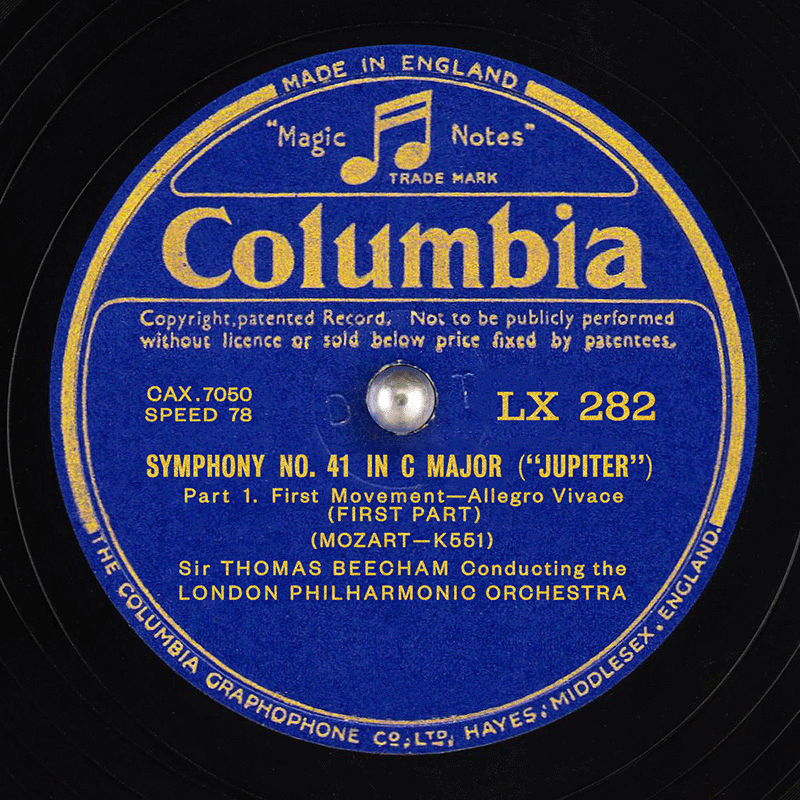 MADE IN ENGLAND
"Magic Notes"
TRADE MARK
Columbia
Copyright, patented Record. Not to be publicly performed
without licence or sold below price fixed by patentees.
CAX.7050
SPEED 78
LX 282
SYMPHONY NO. 41 IN C MAJOR ("JUPITER")
Part 1. First Movement—Allegro Vivace
(FIRST PART)
(MOZART—K551)
Sir THOMAS BEECHAM Conducting the
LONDON PHILHARMONIC ORCHESTRA
THE COLUMBIA GRAPHOPHONE CO., LTD, HAYES, MIDDLESEX, ENGLAND.